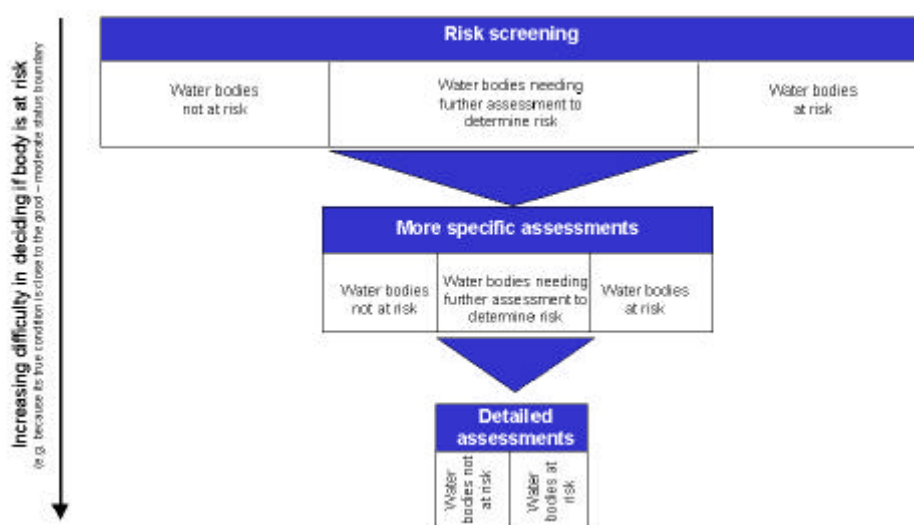 Increasing difficulty in deciding if body is at risk
(e.g. because its true condition is close to the good – moderate status boundary
Risk screening
Water bodies
not at risk
Water bodies needing
further assessment to
determine risk
Water bodies
at risk
More specific assessments
Water bodies
not at risk
Water bodies needing
further assessment to
determine risk
Water bodies
at risk
Detailed
assessments
Water
bodies not
at risk
Water
bodies at
risk